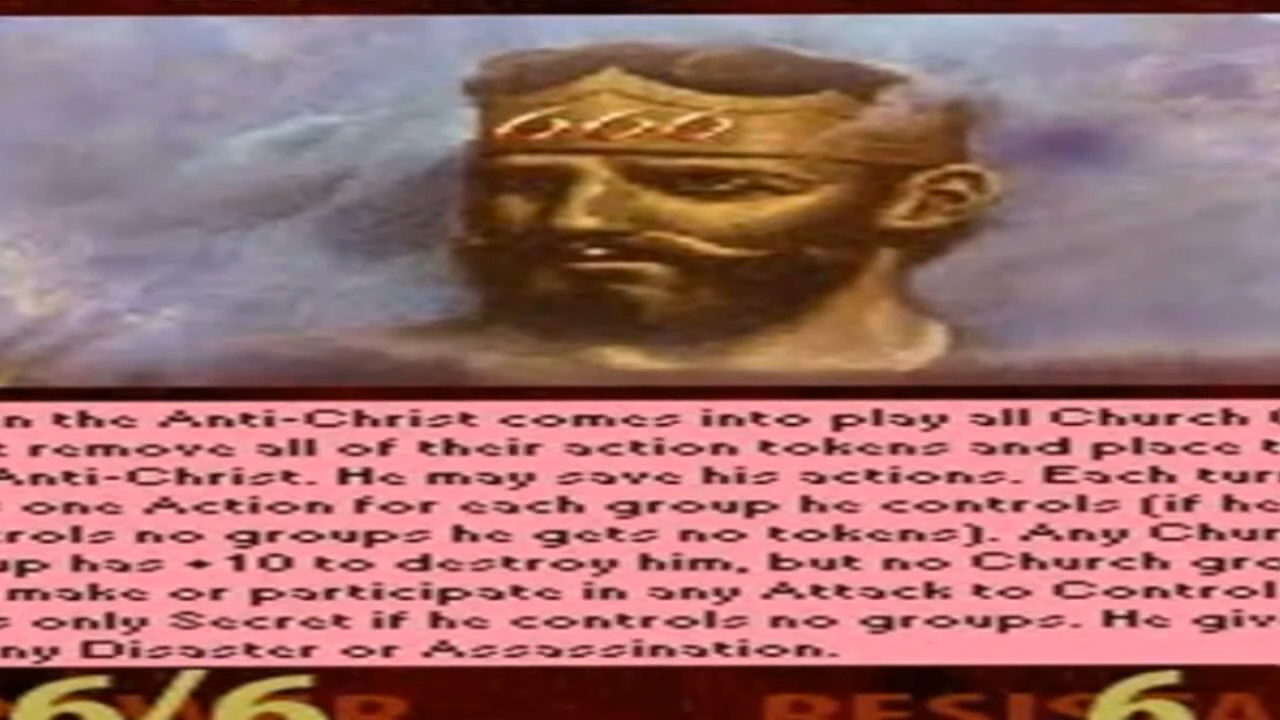 666
n the Anti-Christ comes into play all Church
t remove all of their action tokens and place t
Anti-Christ. He may save his actions. Each tur
s one Action for each group he controls (if he
rols no groups he gets no tokens). Any Chur
up has +10 to destroy him, but no Church gro
make or participate in any Attack to Control
s only Secret if he controls no groups. He giv
ny Disaster or Assassination.
6/6 6